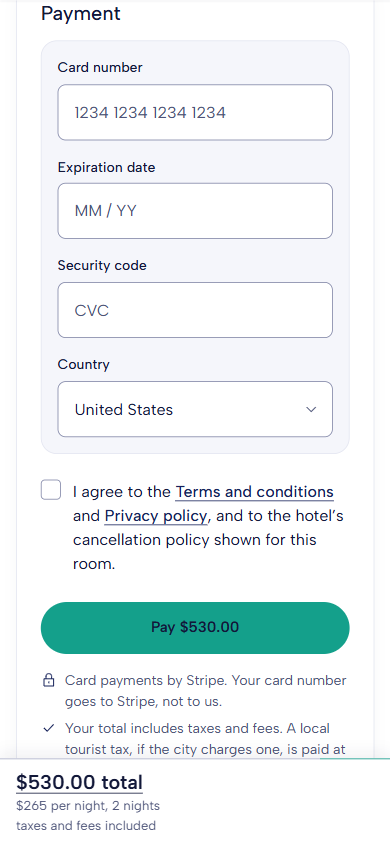 Payment
Card number
1234 1234 1234 1234
Expiration date
MM / YY
Security code
CVC
Country
United States
I agree to the Terms and conditions
and Privacy policy, and to the hotel's
cancellation policy shown for this
room.
Pay $530.00
Card payments by Stripe. Your card number
goes to Stripe, not to us.
Your total includes taxes and fees. A local
tourist tax, if the city charges one, is paid at
$530.00 total
$265 per night, 2 nights
taxes and fees included